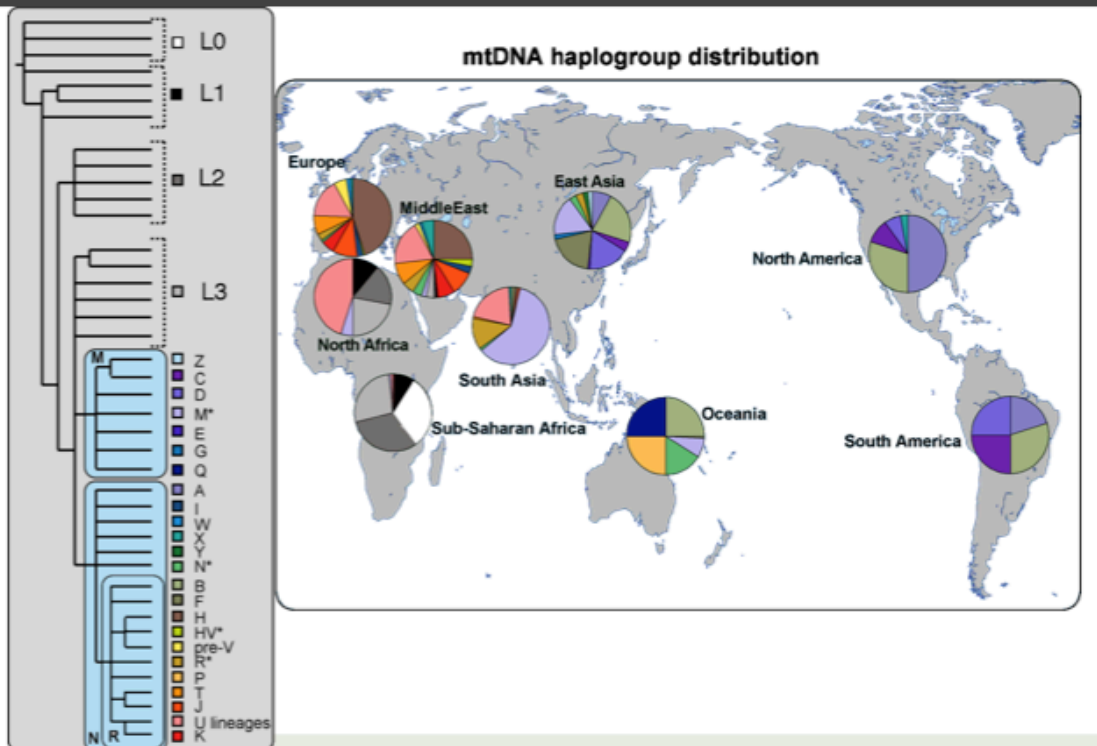 mtDNA haplogroup distribution
L0
L1
L2
L3
M
Z
C
D
M*
E
G
Q
A
I
W
X
Y
N*
B
F
H
HV*
pre-V
R*
P
T
J
U lineages
K
N R
Europe
MiddleEast
East Asia
North America
North Africa
South Asia
Sub-Saharan Africa
Oceania
South America